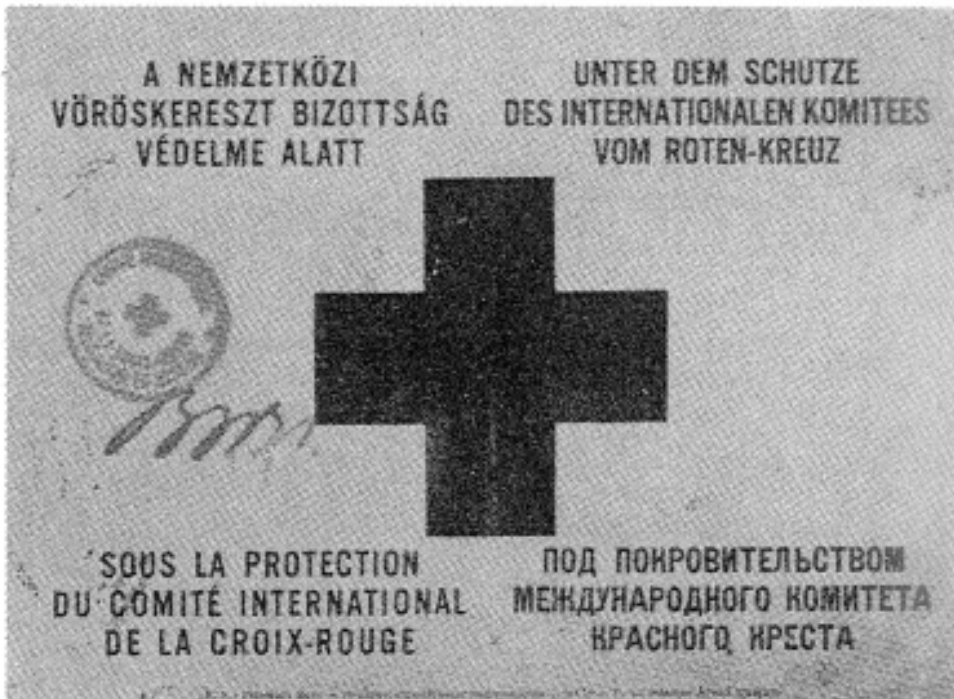 A NEMZETKÖZI
VÖRÖSKERESZT BIZOTTSÁG
VÉDELME ALATT
UNTER DEM SCHUTZE
DES INTERNATIONALEN KOMITEES
VOM ROTEN-KREUZ
SOUS LA PROTECTION
DU COMITÉ INTERNATIONAL
DE LA CROIX-ROUGE
ПОД ПОКРОВИТЕЛЬСТВОМ
МЕЖДУНАРОДНОГО КОМИТЕТА
КРАСНОГО КРЕСТА